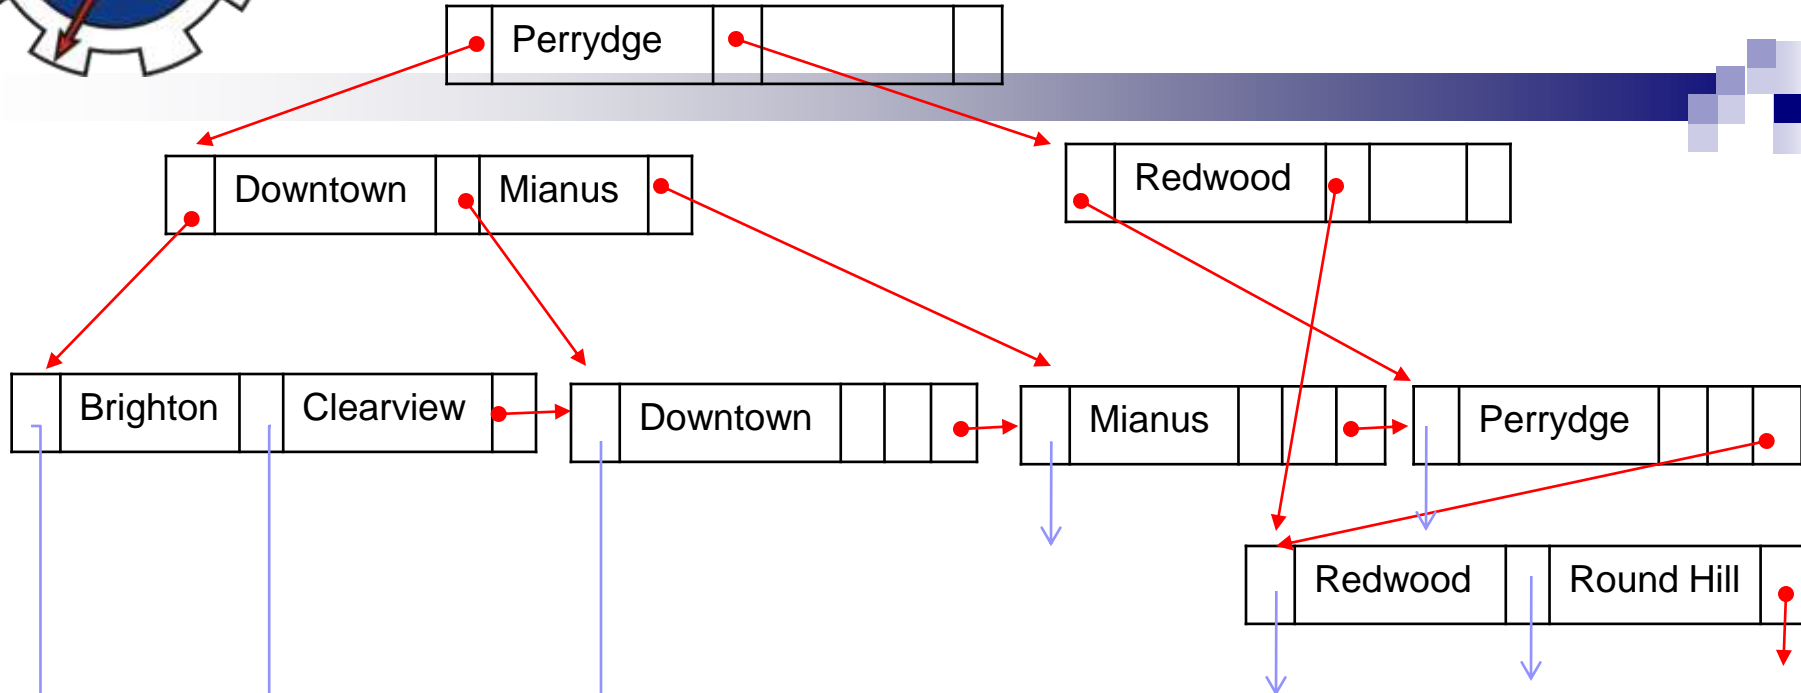 Perrydge
Downtown Mianus
Redwood
Brighton Clearview
Downtown
Mianus
Perrydge
Redwood Round Hill